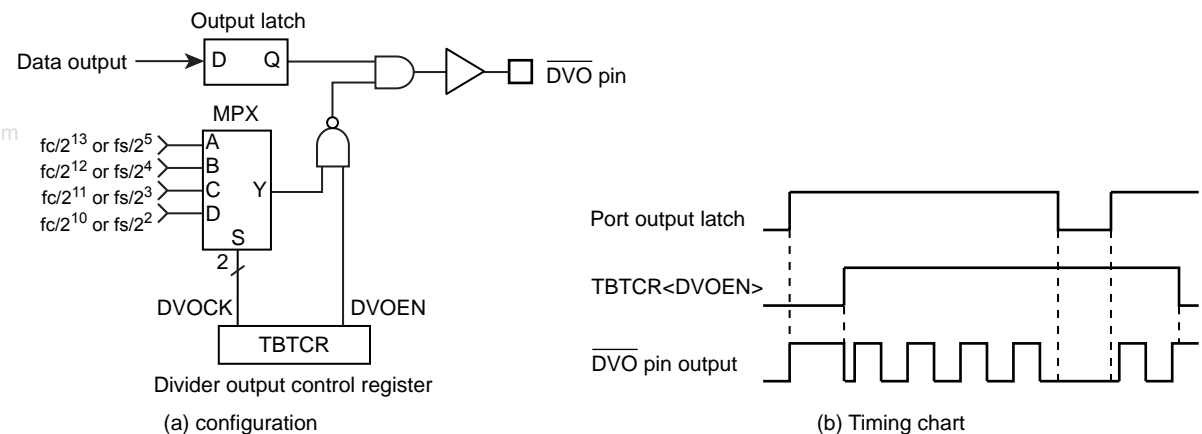 Output latch
Data output
D Q
DVO pin
MPX
m
fc/2^13 or fs/2^5
A
fc/2^12 or fs/2^4
B
fc/2^11 or fs/2^3
C
Y
fc/2^10 or fs/2^2
D
S
2
DVOCK
DVOEN
TBTCR
Divider output control register
(a) configuration
Port output latch
TBTCR<DVOEN>
DVO pin output
(b) Timing chart